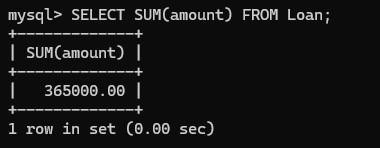 mysql> SELECT SUM(amount) FROM Loan;
+-------------+
| SUM(amount) |
+-------------+
|   365000.00 |
+-------------+
1 row in set (0.00 sec)